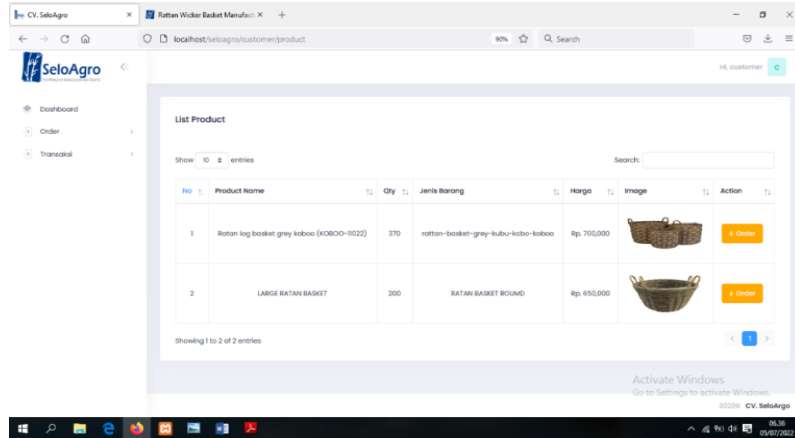 CV. SeloAgro
Rattan Wicker Basket Manufact
localhost/seloagro/customer/product
90%
Search
SeloAgro
Hi, customer
C
Dashboard
Order
Transaksi
List Product
Show 10 entries
Search:
No Product Name Qty Jenis Barang Harga Image Action
1 Ratan log basket grey koboo (KOBOO-11022) 370 rattan-basket-grey-kubu-kobo-koboo Rp. 700,000 + Order
2 LARGE RATAN BASKET 200 RATAN BASKET ROUMD Rp. 650,000 + Order
Showing 1 to 2 of 2 entries
1
Activate Windows
Go to Settings to activate Windows.
2022© CV. SeloArgo
06.36
05/07/2022